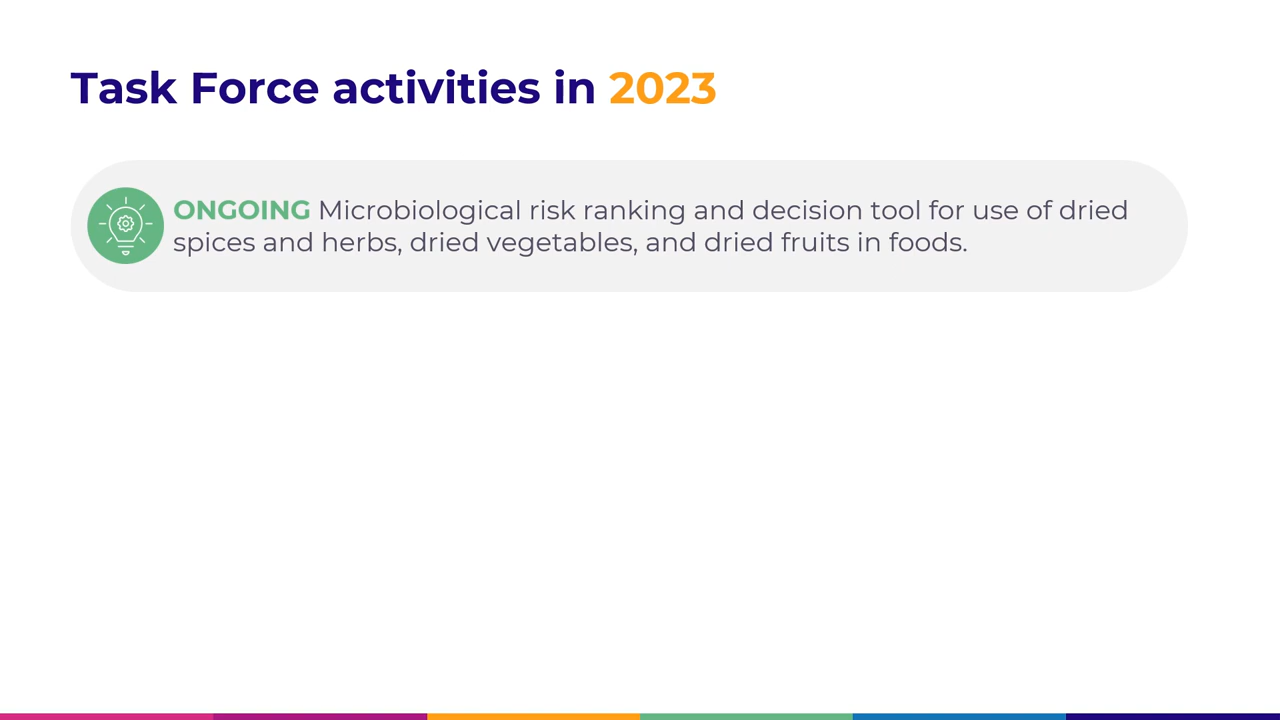 Task Force activities in 2023
ONGOING Microbiological risk ranking and decision tool for use of dried
spices and herbs, dried vegetables, and dried fruits in foods.